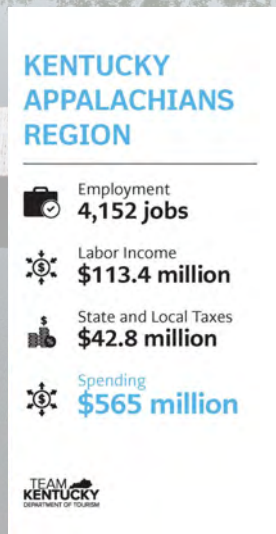 KENTUCKY
APPALACHIANS
REGION
Employment
4,152 jobs
Labor Income
$113.4 million
State and Local Taxes
$42.8 million
Spending
$565 million
TEAM
KENTUCKY
DEPARTMENT OF TOURISM